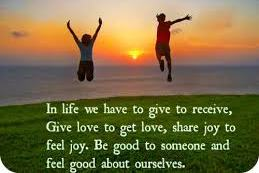 In life we have to give to receive,
Give love to get love, share joy to
feel joy. Be good to someone and
feel good about ourselves.